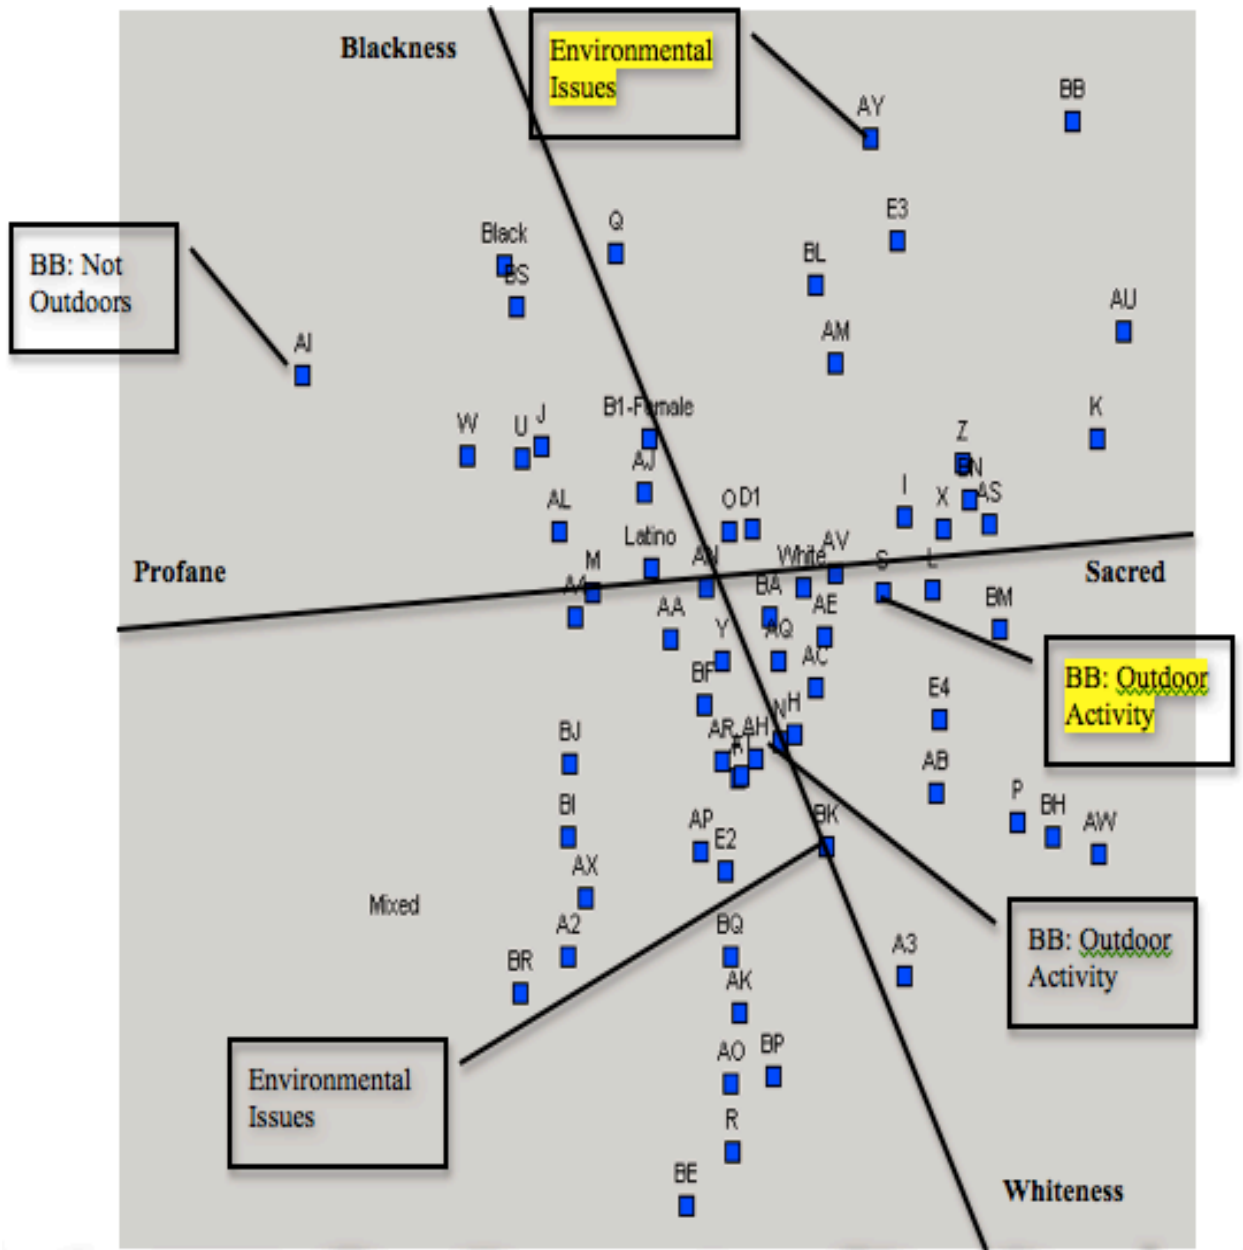 Blackness
Environmental
Issues
AY
BB
E3
Q
Black
BL
BS
BB: Not
Outdoors
AU
AI
AM
B1-Female
K
W
U
J
Z
AJ
BN
AL
O
D1
I
X
AS
Latino
AN
White
AV
Profane
M
S
L
Sacred
BA
AE
BM
AA
Y
AQ
AC
BF
BB: Outdoor
Activity
E4
N
H
BJ
AR
AH
AB
P
BH
AW
BI
AP
E2
BK
AX
Mixed
A2
BQ
A3
BB: Outdoor
Activity
BR
AK
AO
BP
Environmental
Issues
R
BE
Whiteness